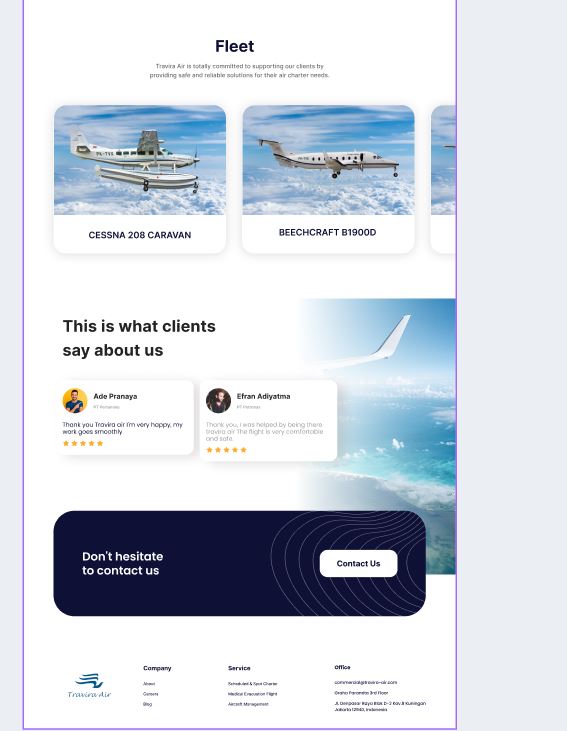 Fleet
Travira Air is totally committed to supporting our clients by
providing safe and reliable solutions for their air charter needs.
PK-TVX
CESSNA 208 CARAVAN
BEECHCRAFT B1900D
This is what clients
say about us
Ade Pranaya
PT Pertamina
Thank you Travira air I'm very happy, my
work goes smoothly
Efran Adiyatma
PT Petronas
Thank you, I was helped by being there
travira air The flight is very comfortable
and safe.
Don't hesitate
to contact us
Contact Us
Travira Air
Company
About
Careers
Blog
Service
Scheduled & Spot Charter
Medical Evacuation Flight
Aircraft Management
Office
commercial@travira-air.com
Graha Paramita 3rd Floor
JL Denpasar Raya Blok D-2 Kav.8 Kuningan
Jakarta 12940, Indonesia